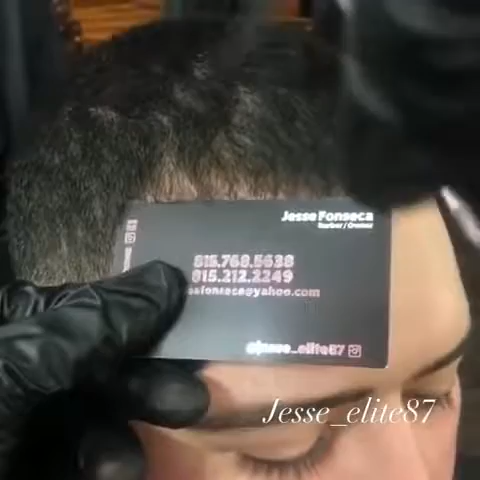 Jesse Fonseca
Barber / Owner
815.768.5638
815.212.2249
@jesse_elite87
Jesse_elite87